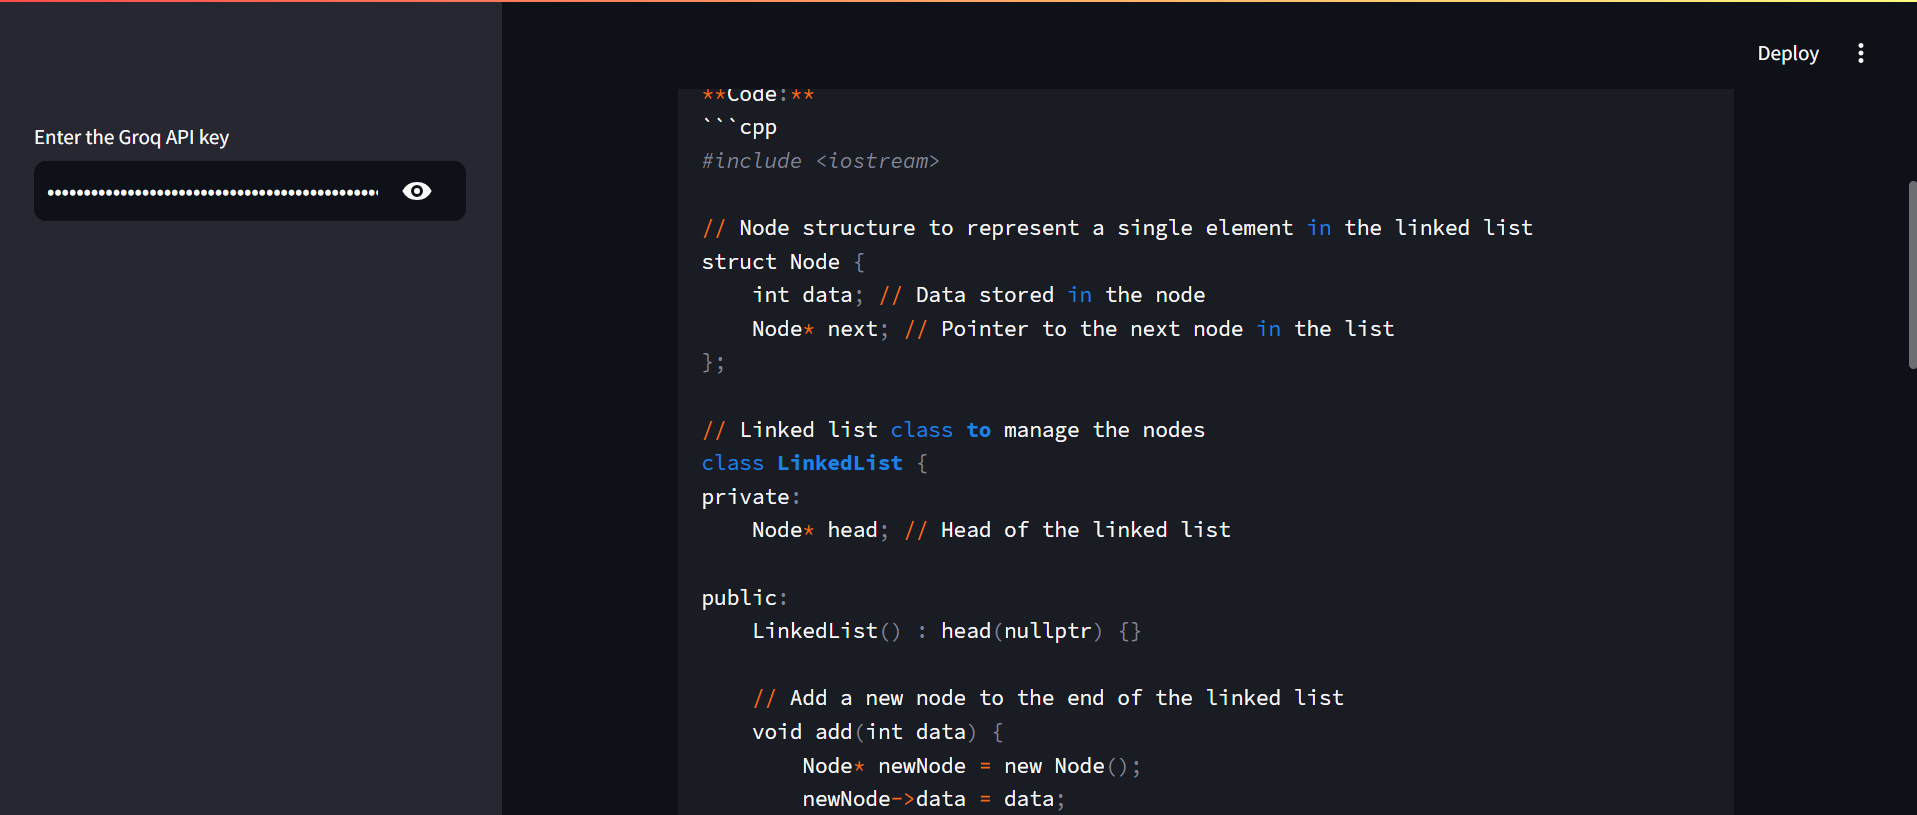 Deploy
Enter the Groq API key
**Code:**
```cpp
#include <iostream>
// Node structure to represent a single element in the linked list
struct Node {
    int data; // Data stored in the node
    Node* next; // Pointer to the next node in the list
};
// Linked list class to manage the nodes
class LinkedList {
private:
    Node* head; // Head of the linked list
public:
    LinkedList() : head(nullptr) {}
    // Add a new node to the end of the linked list
    void add(int data) {
        Node* newNode = new Node();
        newNode->data = data;